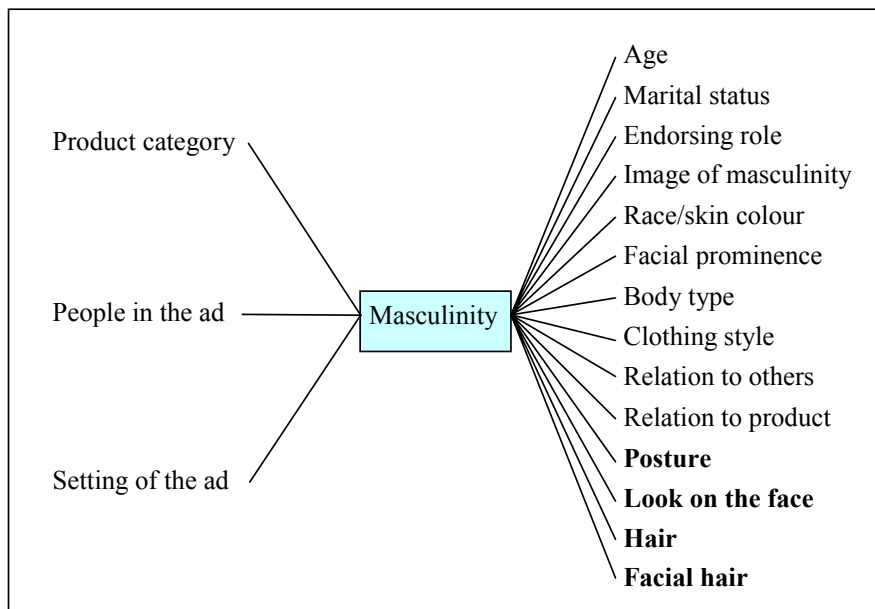 Product category
People in the ad
Setting of the ad
Masculinity
Age
Marital status
Endorsing role
Image of masculinity
Race/skin colour
Facial prominence
Body type
Clothing style
Relation to others
Relation to product
Posture
Look on the face
Hair
Facial hair